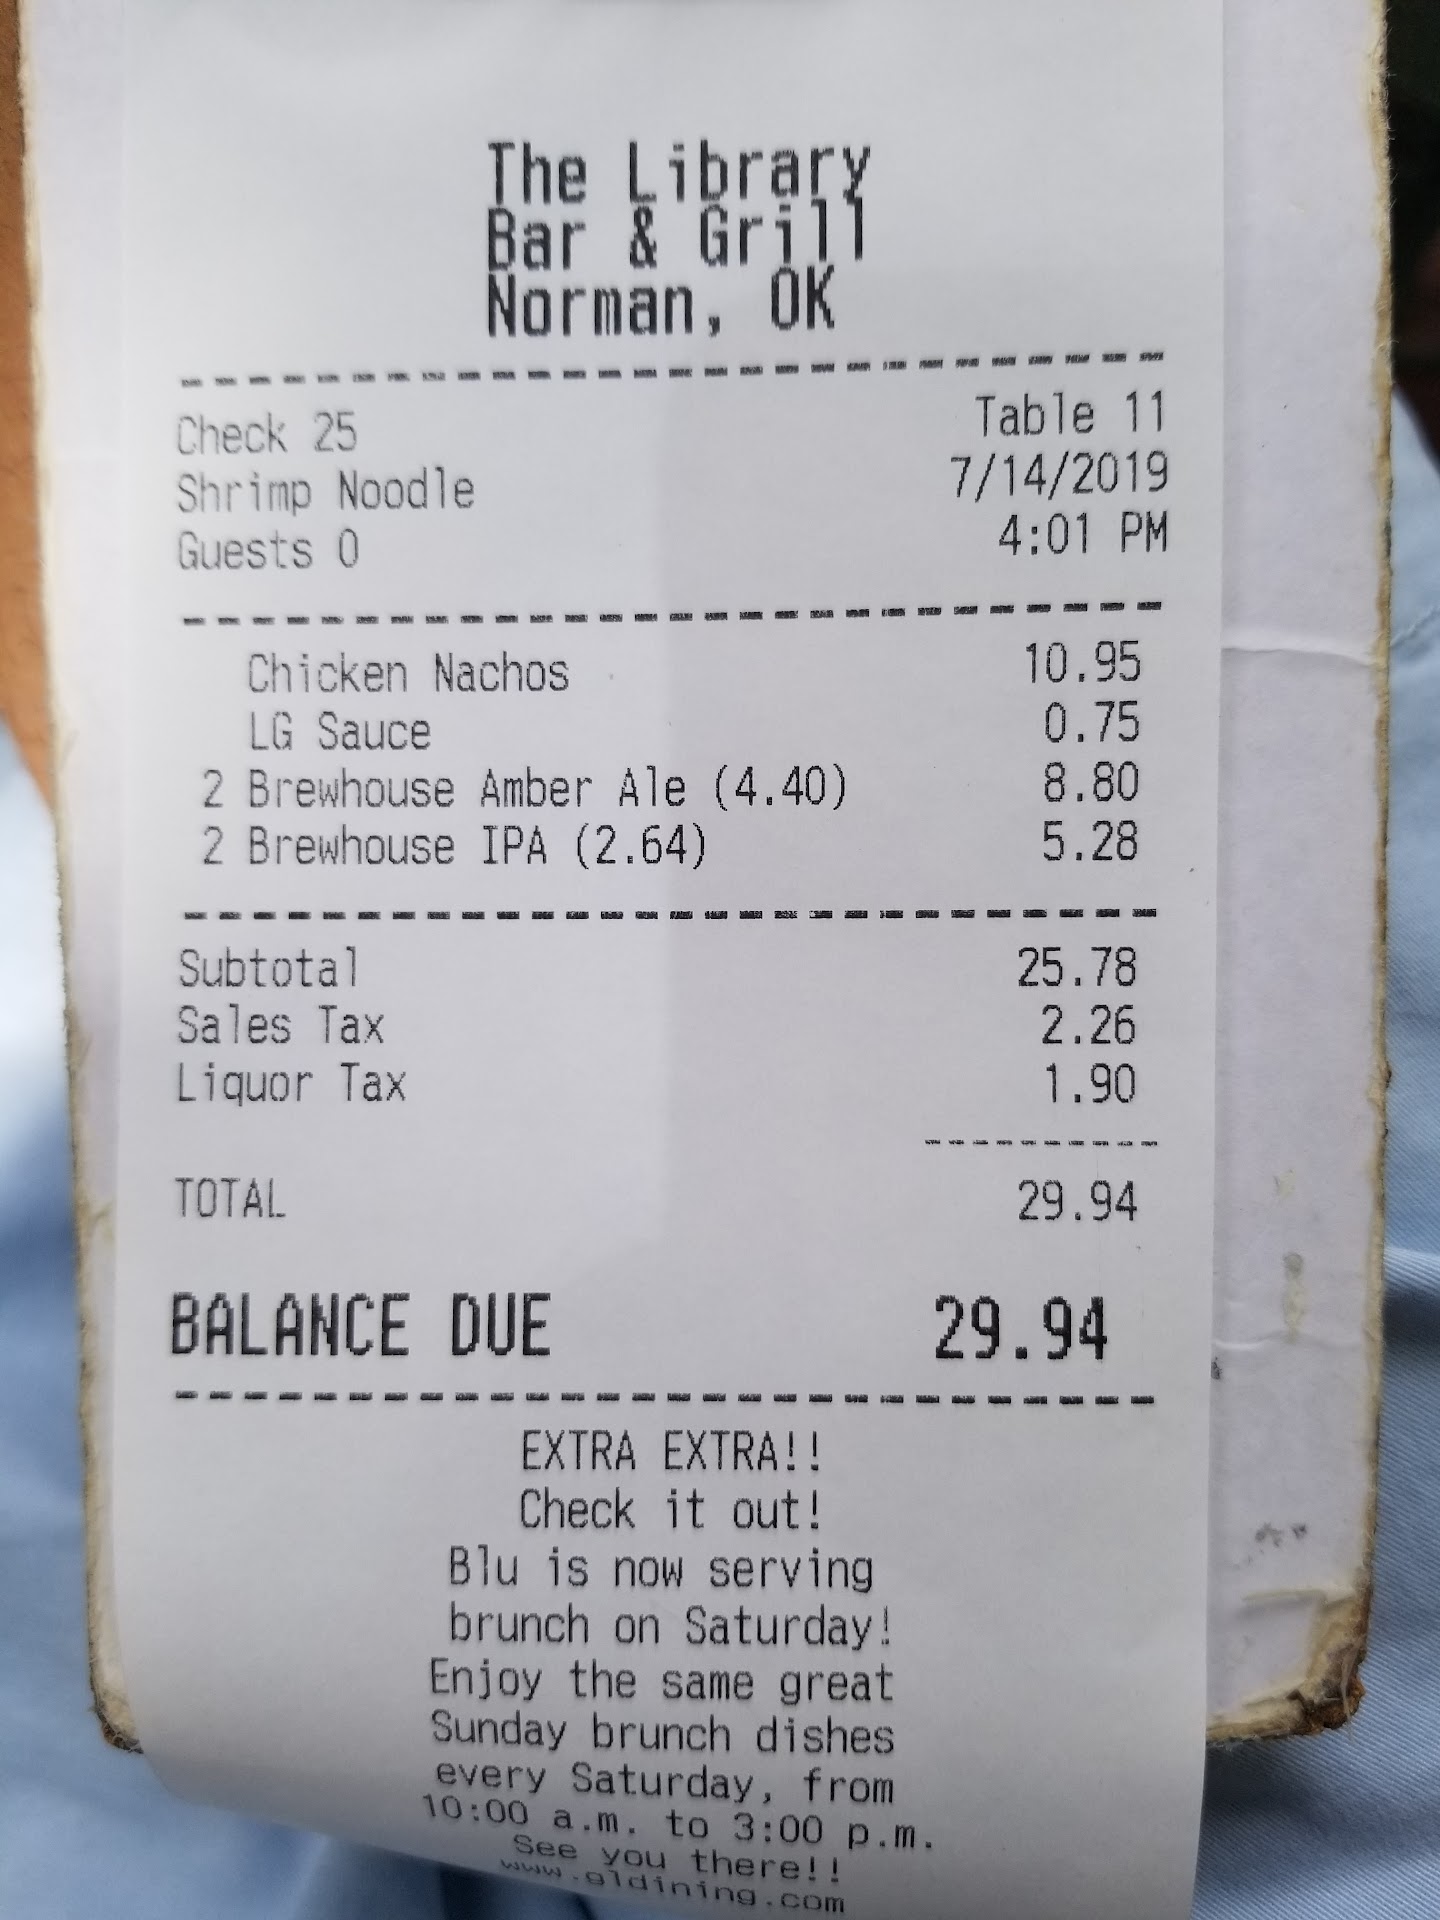 The Library
Bar & Grill
Norman, OK
Check 25 Table 11
Shrimp Noodle 7/14/2019
Guests 0 4:01 PM
Chicken Nachos 10.95
LG Sauce 0.75
2 Brewhouse Amber Ale (4.40) 8.80
2 Brewhouse IPA (2.64) 5.28
Subtotal 25.78
Sales Tax 2.26
Liquor Tax 1.90
TOTAL 29.94
BALANCE DUE 29.94
EXTRA EXTRA!!
Check it out!
Blu is now serving
brunch on Saturday!
Enjoy the same great
Sunday brunch dishes
every Saturday, from
10:00 a.m. to 3:00 p.m.
See you there!!
www.gldining.com